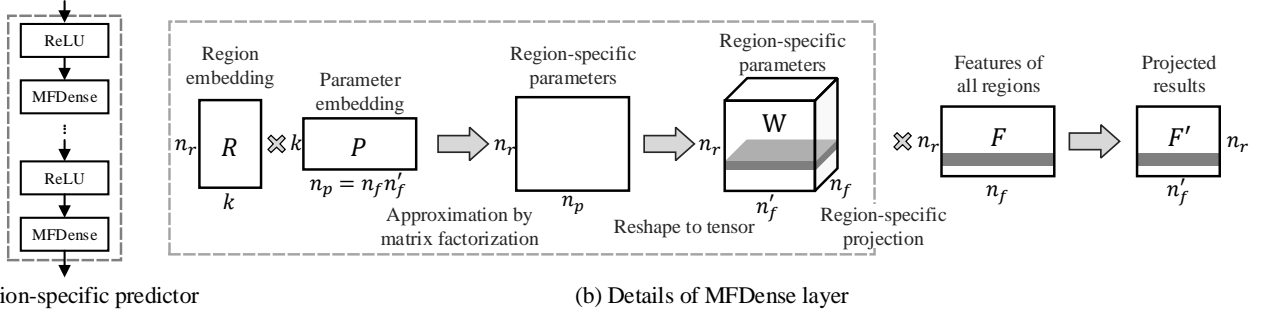 ReLU
MFDense
ReLU
MFDense
ion-specific predictor
Region
embedding
n_r
R
k
Parameter
embedding
k
P
n_p = n_f n'_f
Approximation by
matrix factorization
Region-specific
parameters
n_r
n_p
Reshape to tensor
Region-specific
parameters
n_r
W
n'_f
n_f
Region-specific
projection
Features of
all regions
n_r
F
n_f
Projected
results
F'
n_r
n'_f
(b) Details of MFDense layer